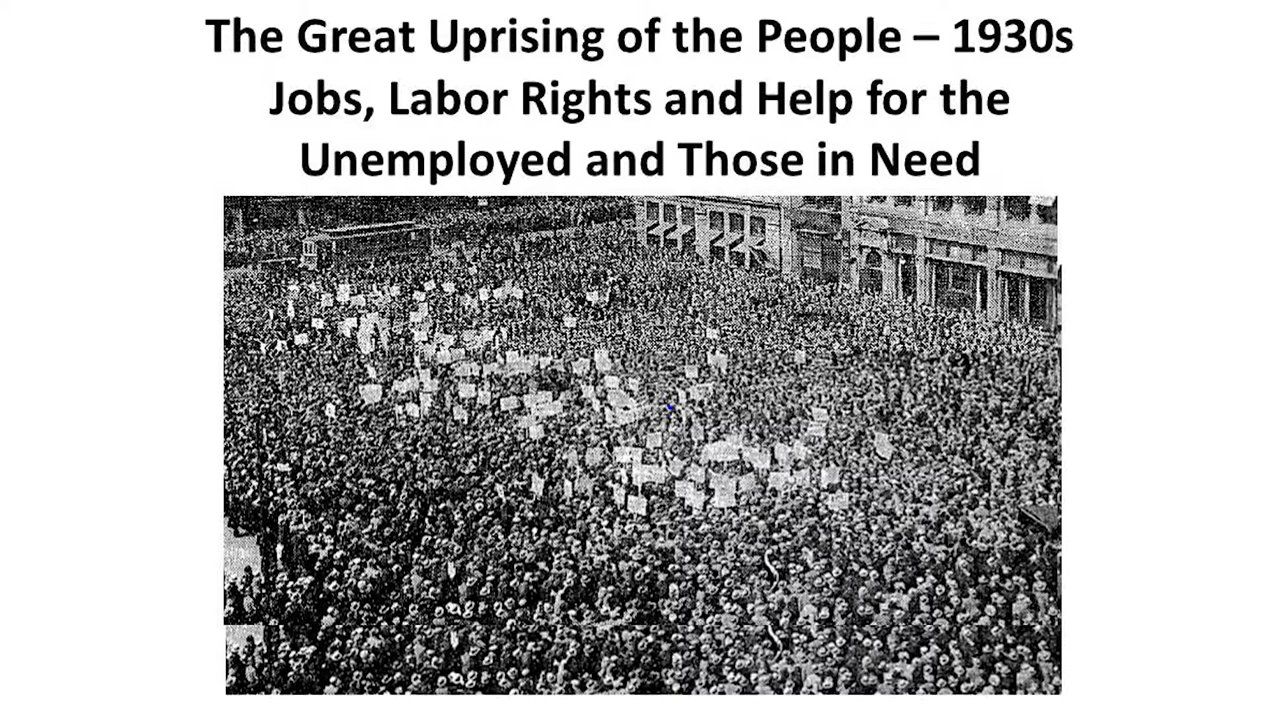 The Great Uprising of the People – 1930s
Jobs, Labor Rights and Help for the
Unemployed and Those in Need